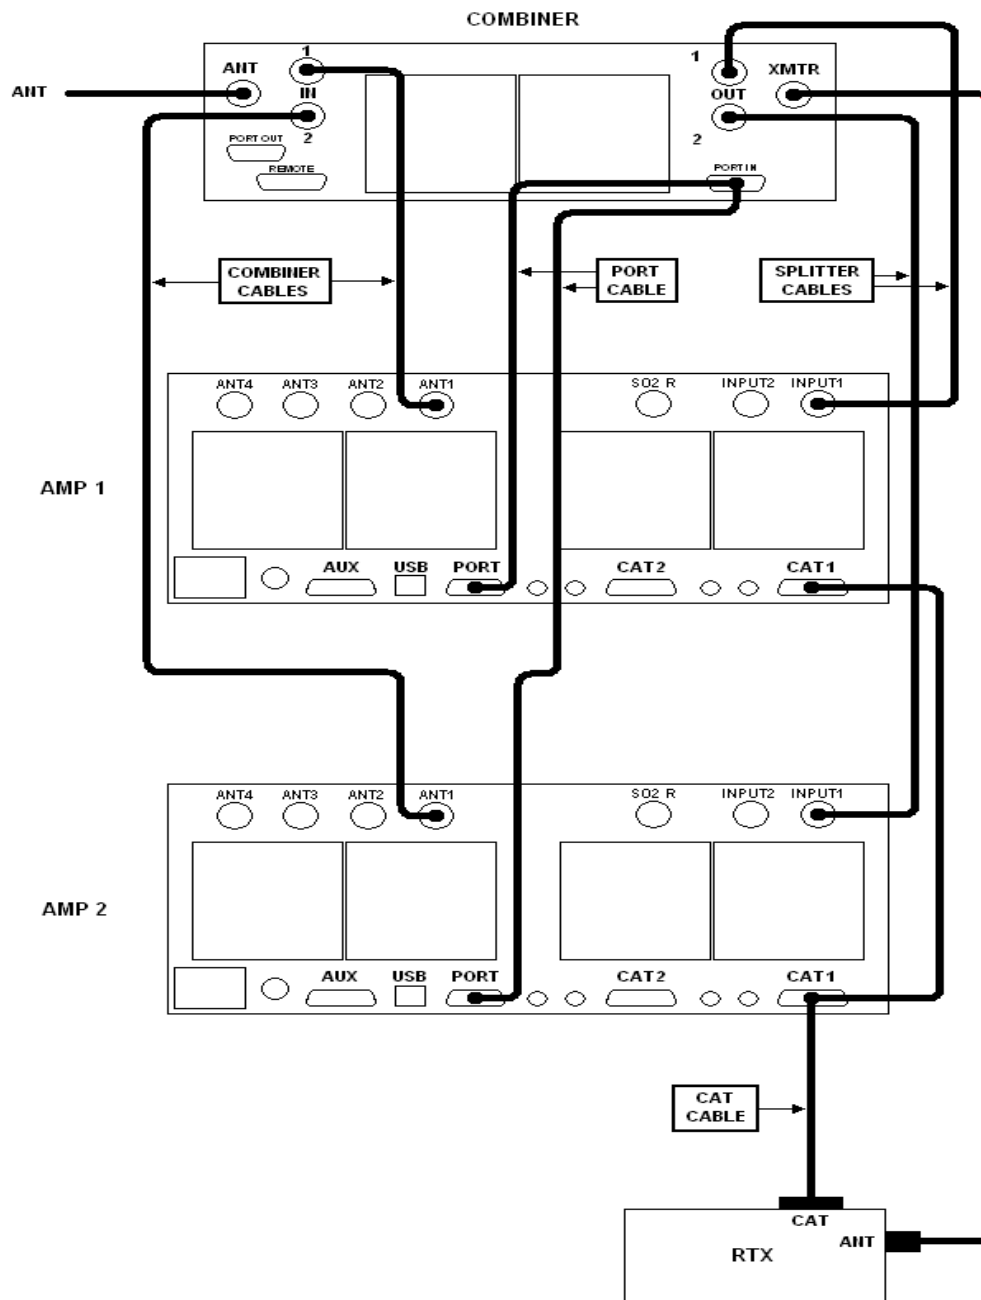 COMBINER
ANT
ANT
1
IN
2
PORT OUT
REMOTE
1
OUT
2
XMTR
PORT IN
COMBINER
CABLES
PORT
CABLE
SPLITTER
CABLES
ANT4 ANT3 ANT2 ANT1 SO2 R INPUT2 INPUT1
AMP 1
AUX USB PORT CAT2 CAT1
ANT4 ANT3 ANT2 ANT1 SO2 R INPUT2 INPUT1
AMP 2
AUX USB PORT CAT2 CAT1
CAT
CABLE
CAT
ANT
RTX